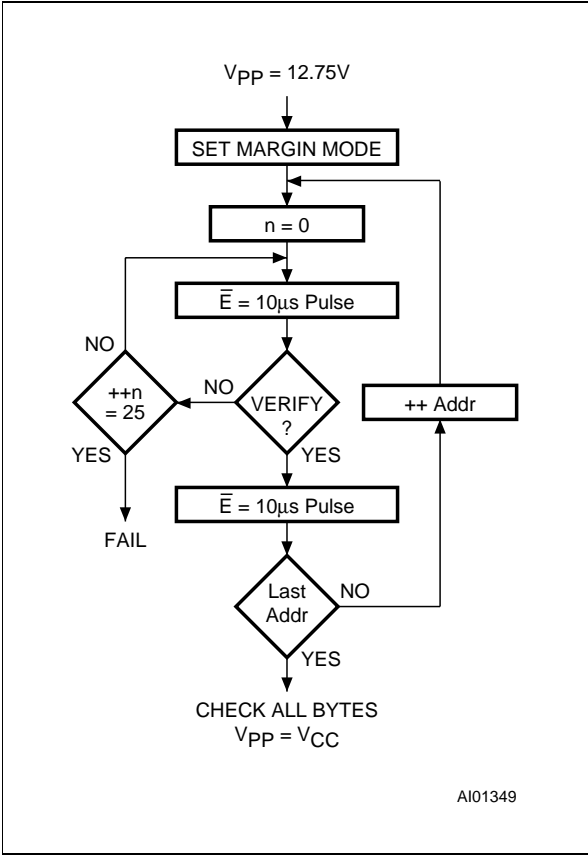 VPP = 12.75V
SET MARGIN MODE
n = 0
E̅ = 10µs Pulse
NO
++n
= 25
NO
VERIFY
?
++ Addr
YES
YES
E̅ = 10µs Pulse
FAIL
Last
Addr
NO
YES
CHECK ALL BYTES
VPP = VCC
AI01349